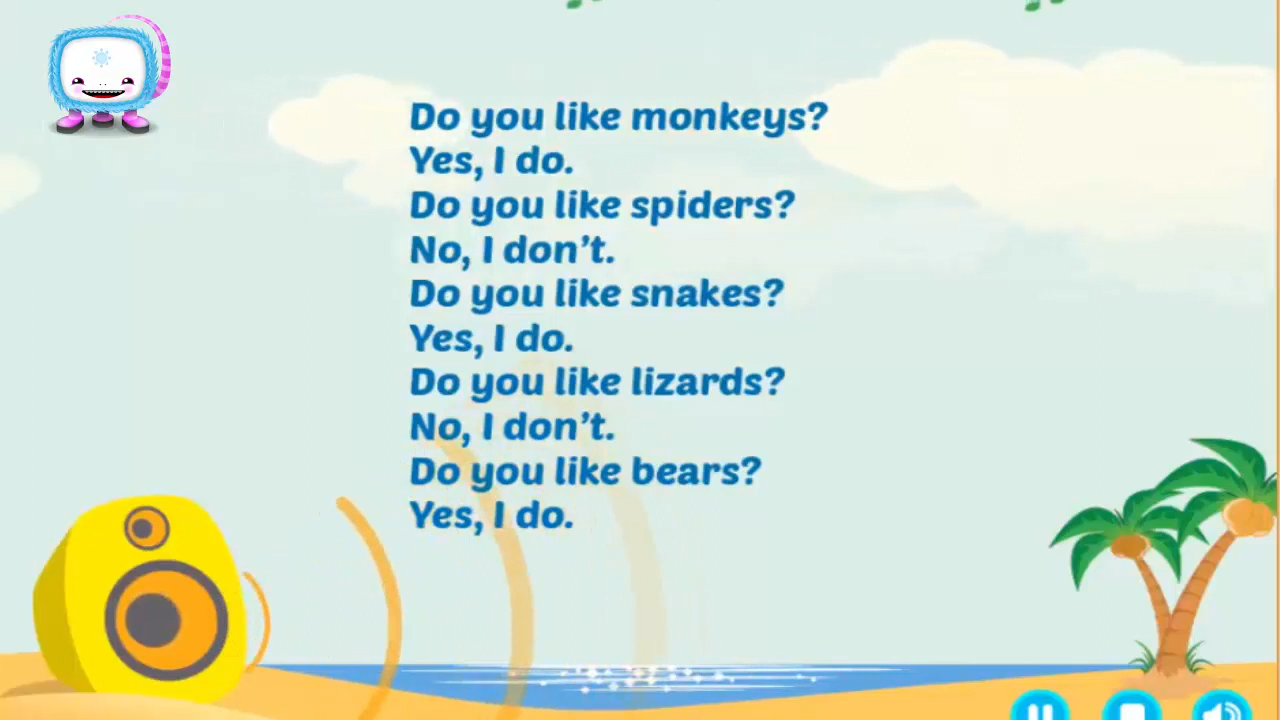 Do you like monkeys?
Yes, I do.
Do you like spiders?
No, I don’t.
Do you like snakes?
Yes, I do.
Do you like lizards?
No, I don’t.
Do you like bears?
Yes, I do.